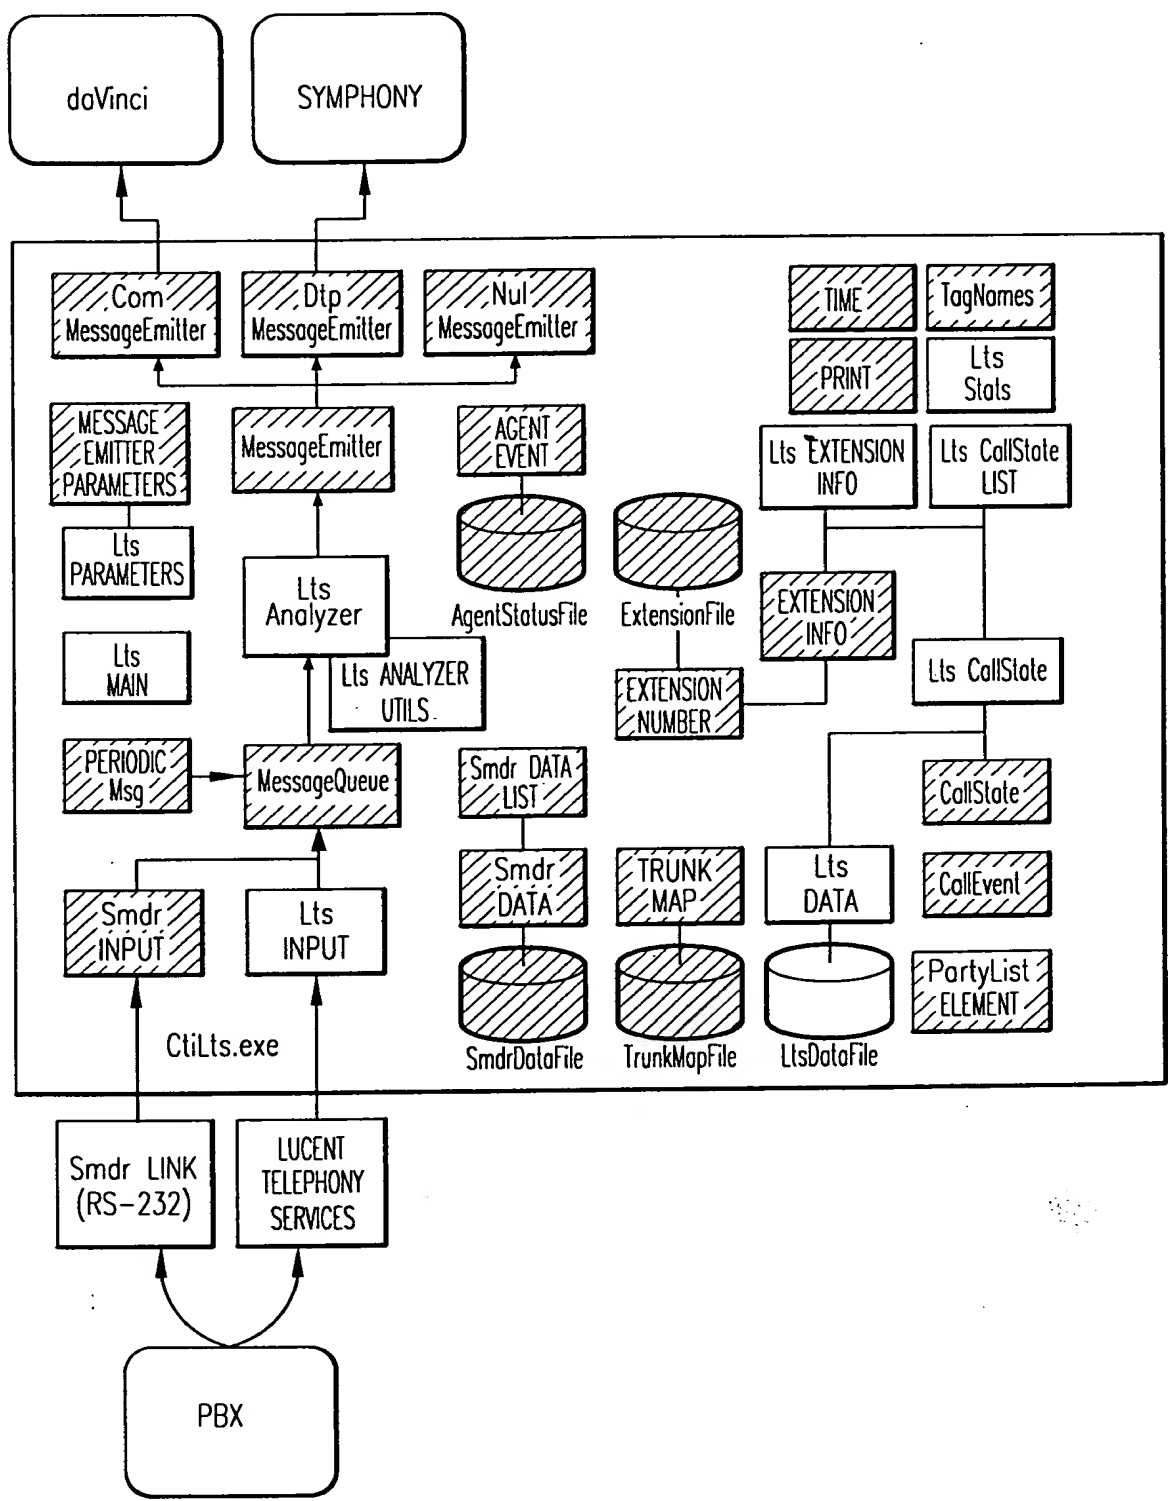 daVinci
SYMPHONY
Com
MessageEmitter
Dtp
MessageEmitter
Nul
MessageEmitter
TIME
TagNames
PRINT
Lts
Stats
MESSAGE
EMITTER
PARAMETERS
MessageEmitter
AGENT
EVENT
Lts EXTENSION
INFO
Lts CallState
LIST
Lts
PARAMETERS
Lts
Analyzer
AgentStatusFile
ExtensionFile
EXTENSION
INFO
Lts
MAIN
Lts ANALYZER
UTILS
EXTENSION
NUMBER
Lts CallState
PERIODIC
Msg
MessageQueue
Smdr DATA
LIST
CallState
Smdr
INPUT
Lts
INPUT
Smdr
DATA
TRUNK
MAP
Lts
DATA
CallEvent
PartyList
ELEMENT
CtiLts.exe
SmdrDataFile
TrunkMapFile
LtsDataFile
Smdr LINK
(RS-232)
LUCENT
TELEPHONY
SERVICES
PBX